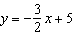 y = -3/2 x + 5